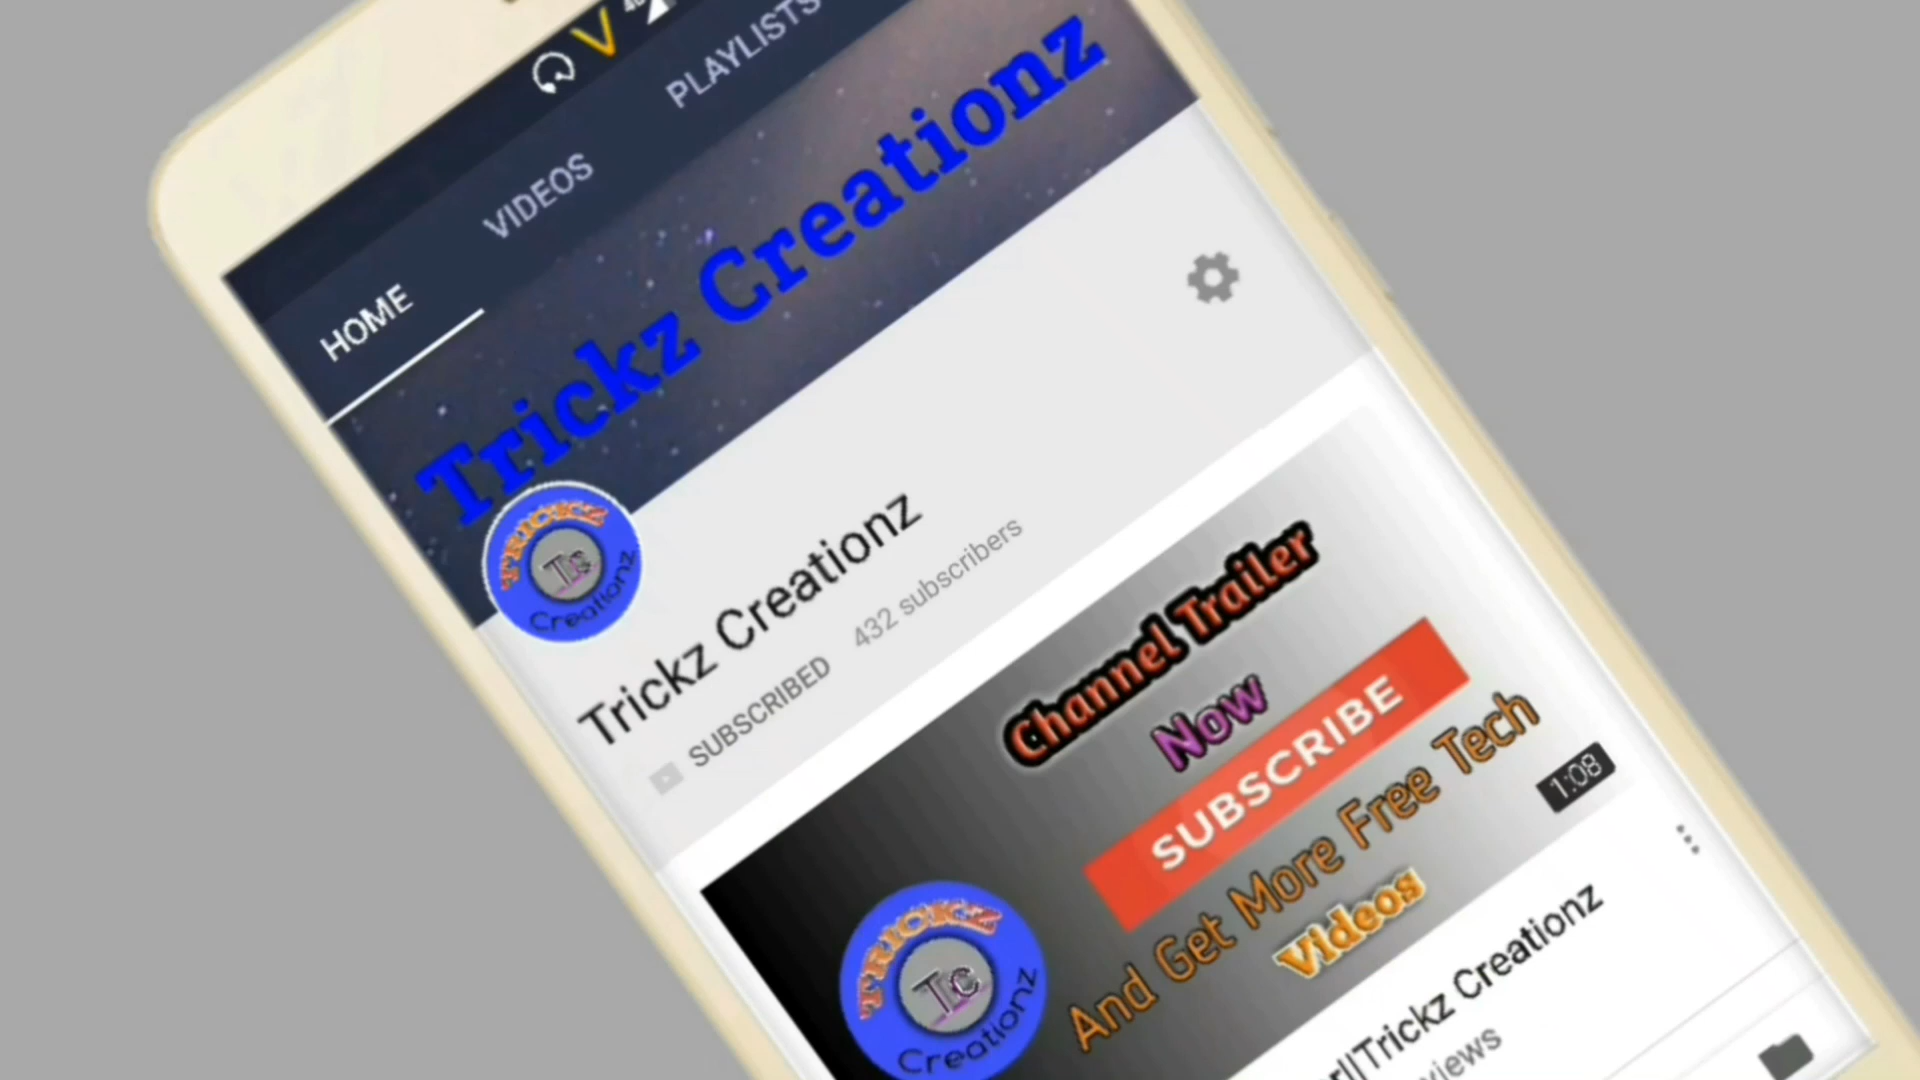 HOME VIDEOS PLAYLISTS
Trickz Creationz
TRICKZ
Tc
Creationz
Trickz Creationz
SUBSCRIBED 432 subscribers
Channel Trailer
Now
SUBSCRIBE
And Get More Free Tech
Videos
1:08
TRICKZ
Tc
Creationz
||Trickz Creationz